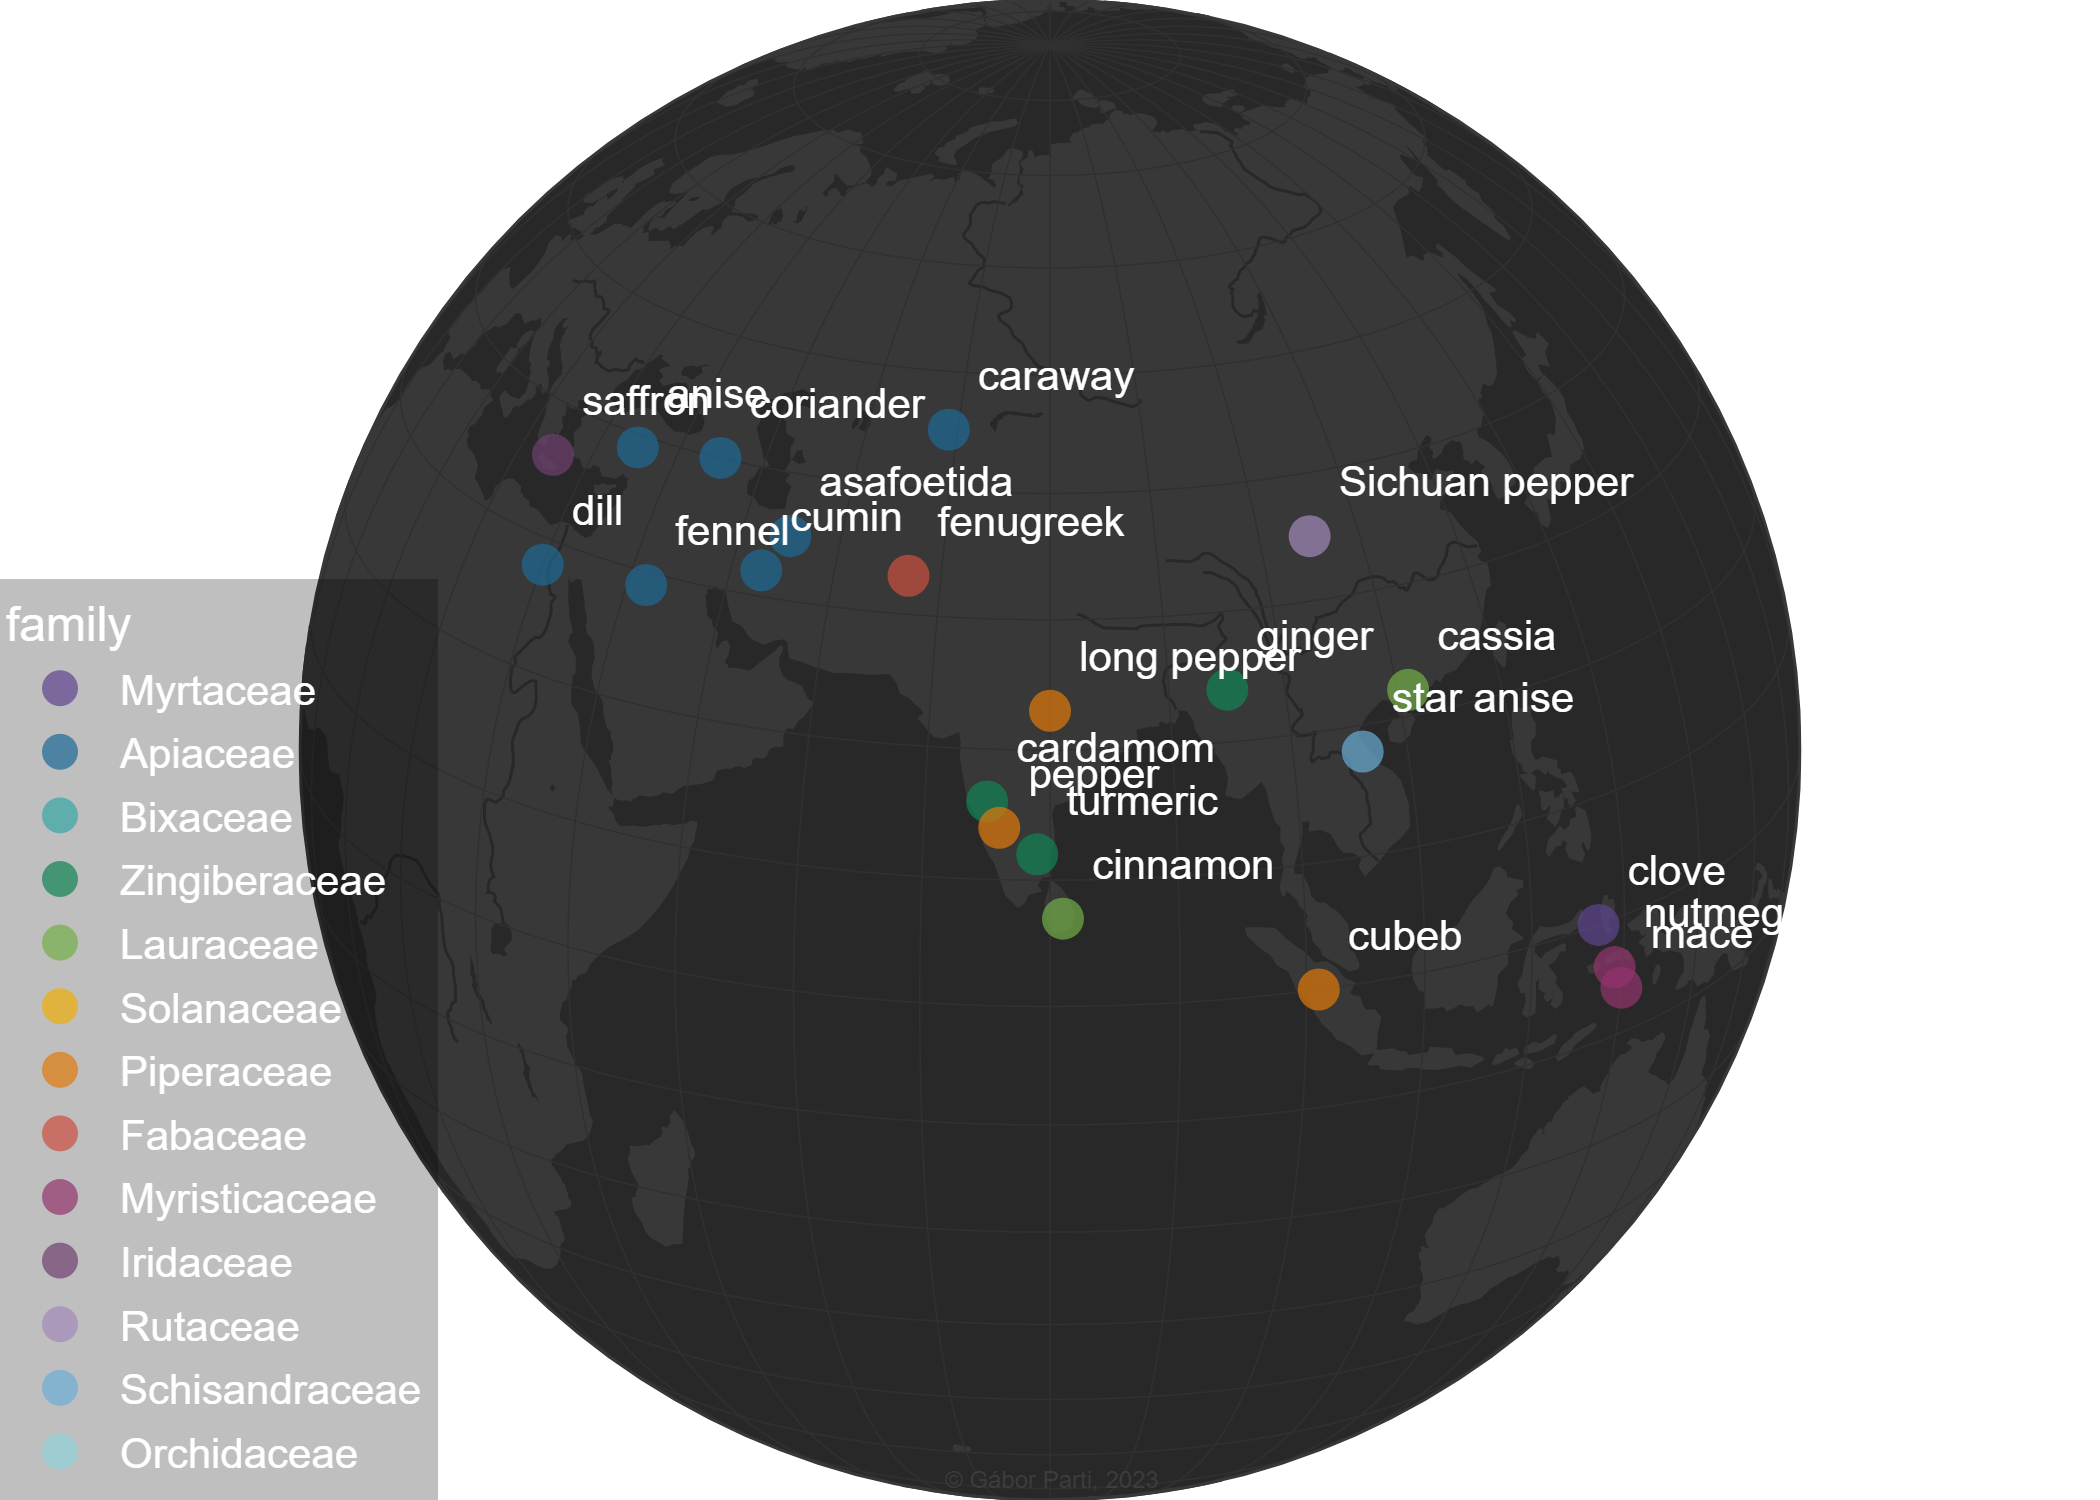 caraway
saffron
anise
coriander
asafoetida
Sichuan pepper
dill
fennel
cumin
fenugreek
family
Myrtaceae
Apiaceae
Bixaceae
Zingiberaceae
Lauraceae
Solanaceae
Piperaceae
Fabaceae
Myristicaceae
Iridaceae
Rutaceae
Schisandraceae
Orchidaceae
long pepper
ginger
cassia
star anise
cardamom
pepper
turmeric
cinnamon
clove
nutmeg
mace
cubeb
© Gábor Parti, 2023